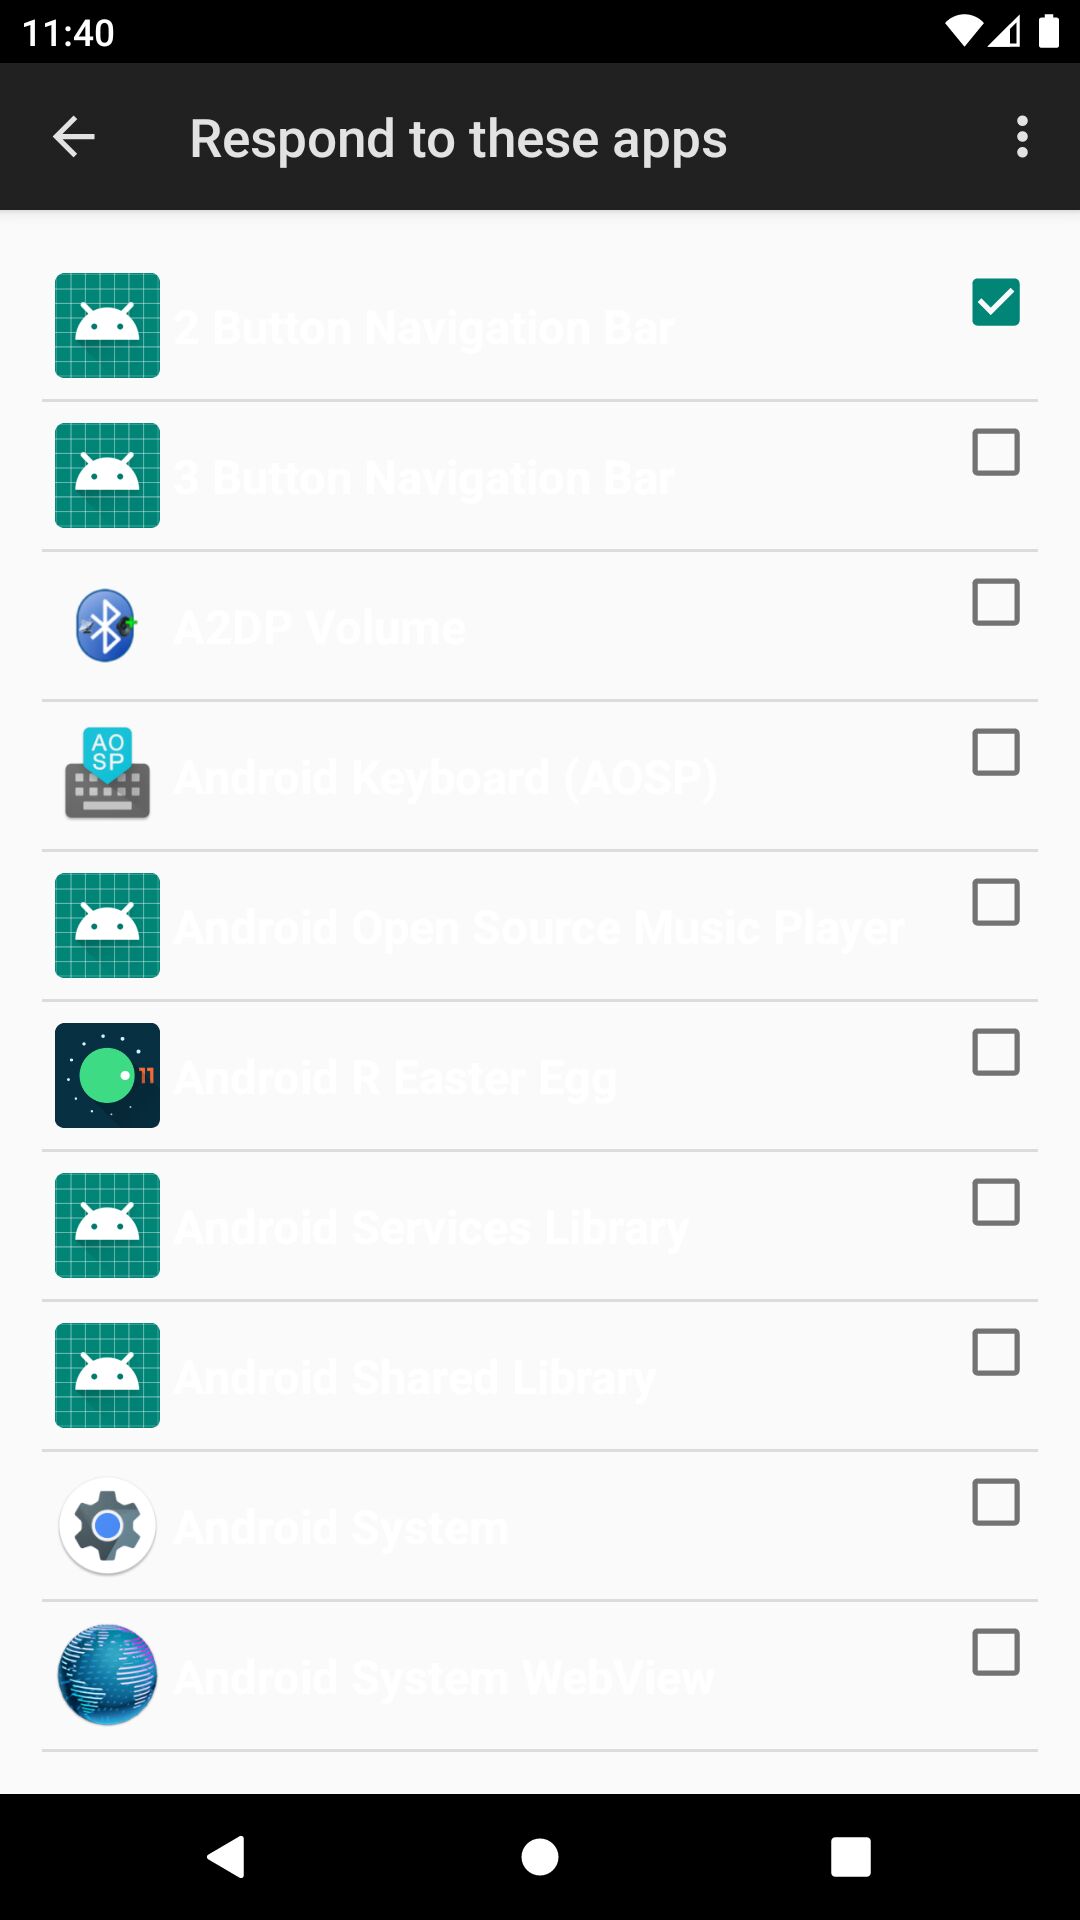 11:40
Respond to these apps
2 Button Navigation Bar
3 Button Navigation Bar
A2DP Volume
AO
SP
Android Keyboard (AOSP)
Android Open Source Music Player
11
Android R Easter Egg
Android Services Library
Android Shared Library
Android System
Android System WebView